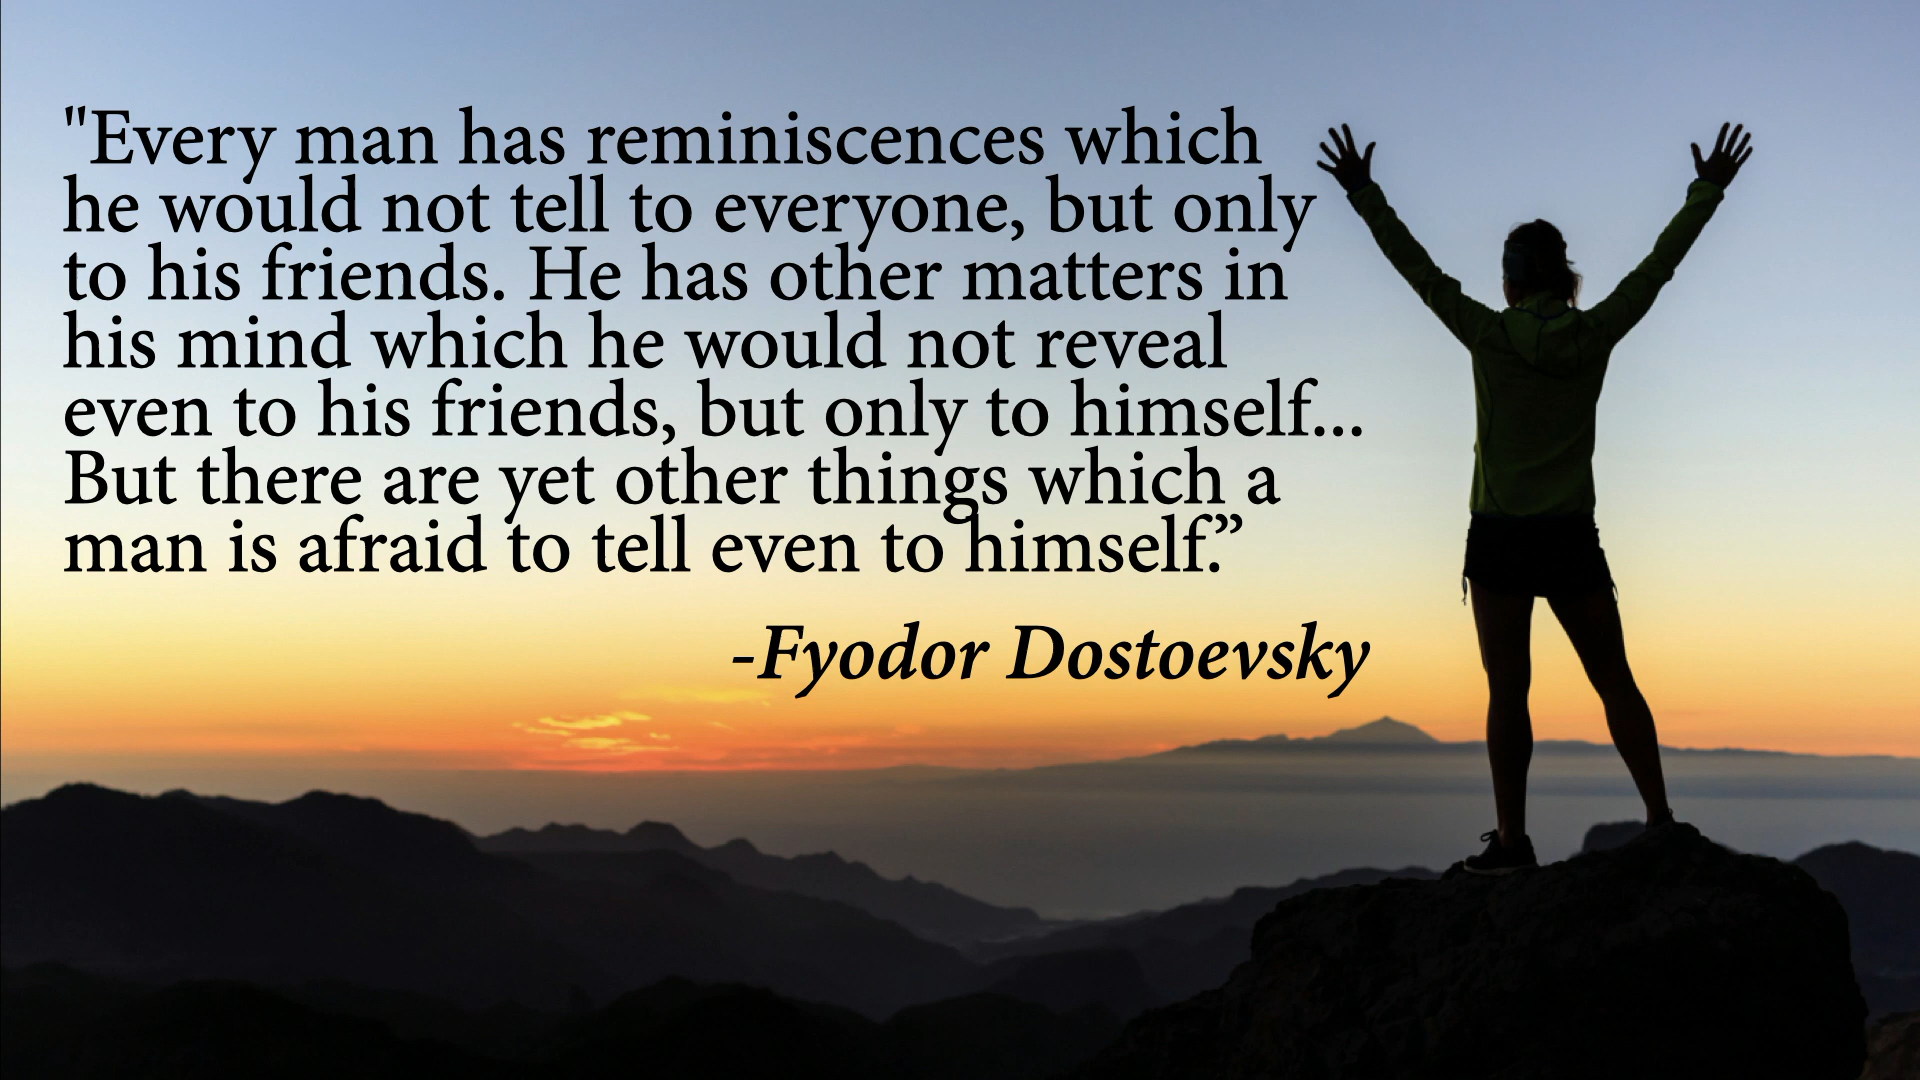 "Every man has reminiscences which
he would not tell to everyone, but only
to his friends. He has other matters in
his mind which he would not reveal
even to his friends, but only to himself...
But there are yet other things which a
man is afraid to tell even to himself.”
-Fyodor Dostoevsky